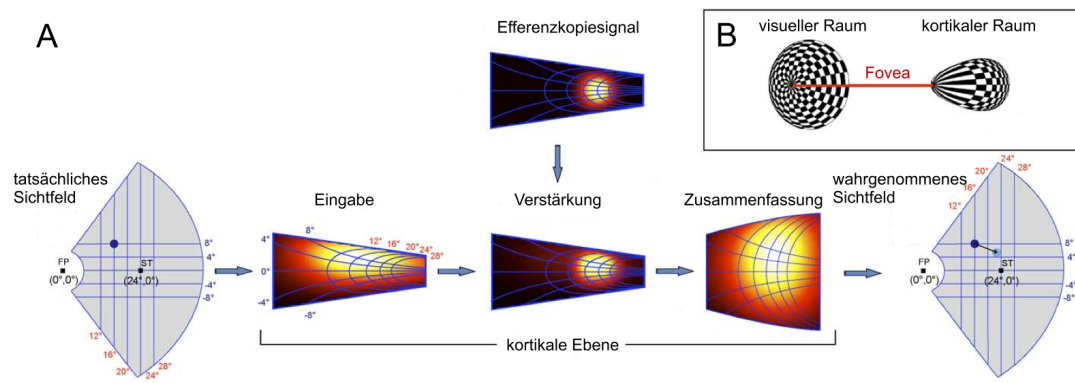 A
Efferenzkopiesignal
B
visueller Raum
kortikaler Raum
Fovea
tatsächliches
Sichtfeld
8°
4°
FP
ST
(0°,0°)
(24°,0°)
-4°
-8°
12°
16°
20°
24°
28°
Eingabe
8°
4°
0°
-4°
-8°
12°
16°
20°
24°
28°
Verstärkung
Zusammenfassung
kortikale Ebene
wahrgenommenes
Sichtfeld
12°
16°
20°
24°
28°
8°
4°
FP
ST
(0°,0°)
(24°,0°)
-4°
-8°